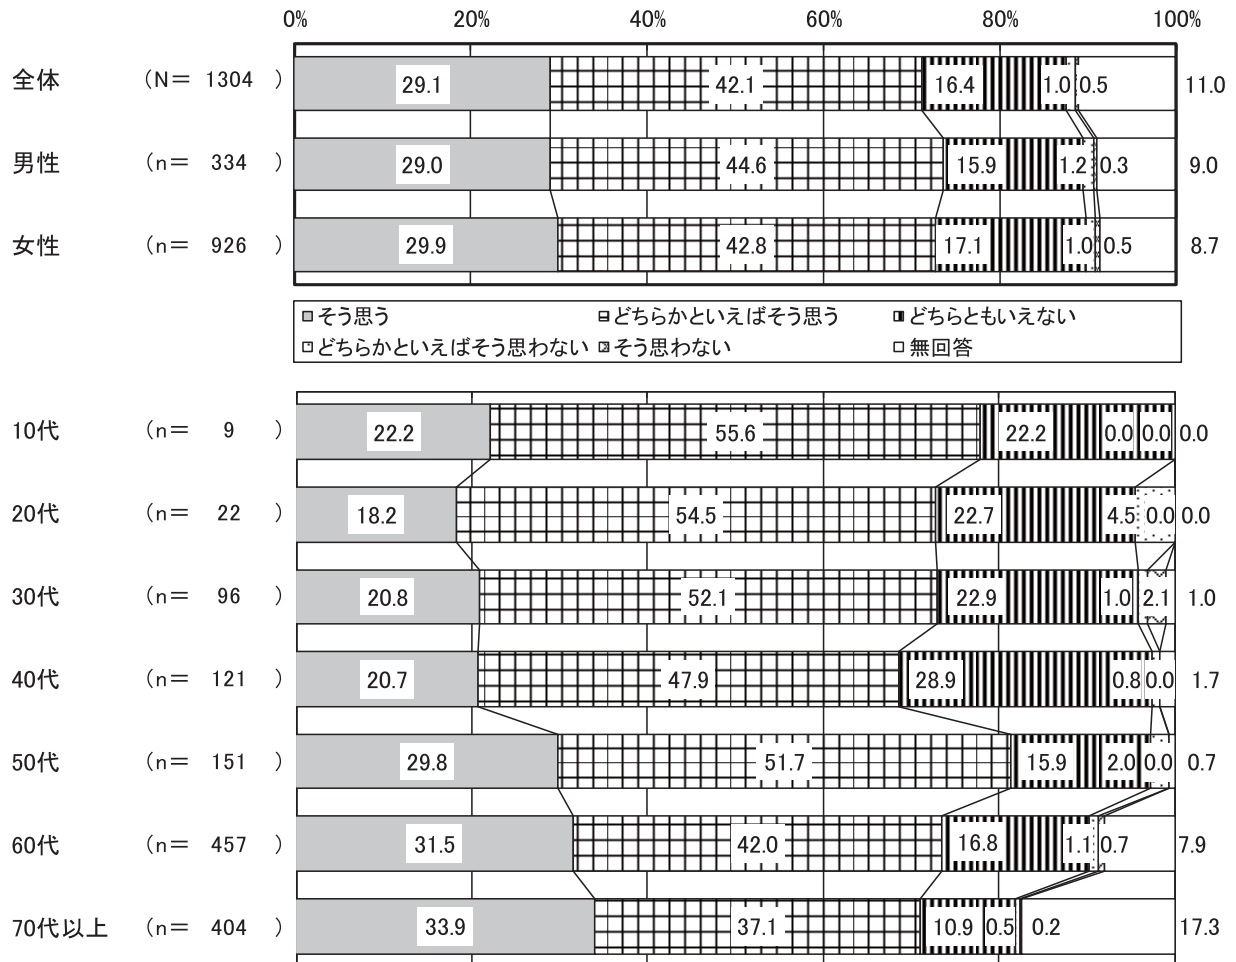 0% 20% 40% 60% 80% 100%
全体 (N= 1304 ) 29.1 42.1 16.4 1.0 0.5 11.0
男性 (n= 334 ) 29.0 44.6 15.9 1.2 0.3 9.0
女性 (n= 926 ) 29.9 42.8 17.1 1.0 0.5 8.7
そう思う どちらかといえばそう思う どちらともいえない
どちらかといえばそう思わない そう思わない 無回答
10代 (n= 9 ) 22.2 55.6 22.2 0.0 0.0 0.0
20代 (n= 22 ) 18.2 54.5 22.7 4.5 0.0 0.0
30代 (n= 96 ) 20.8 52.1 22.9 1.0 2.1 1.0
40代 (n= 121 ) 20.7 47.9 28.9 0.8 0.0 1.7
50代 (n= 151 ) 29.8 51.7 15.9 2.0 0.0 0.7
60代 (n= 457 ) 31.5 42.0 16.8 1.1 0.7 7.9
70代以上 (n= 404 ) 33.9 37.1 10.9 0.5 0.2 17.3